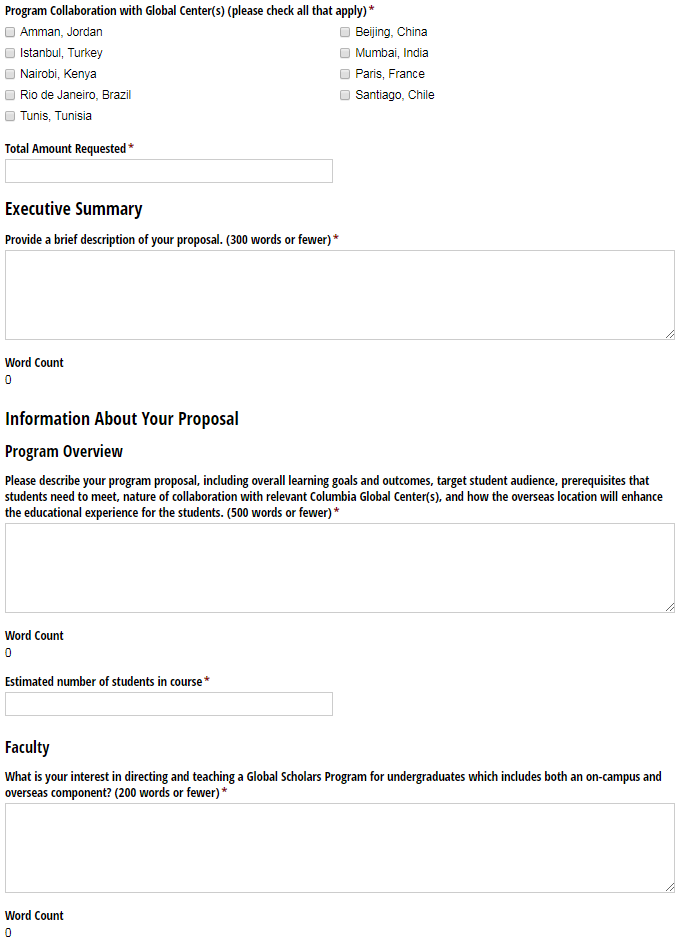 Program Collaboration with Global Center(s) (please check all that apply) *
Amman, Jordan
Beijing, China
Istanbul, Turkey
Mumbai, India
Nairobi, Kenya
Paris, France
Rio de Janeiro, Brazil
Santiago, Chile
Tunis, Tunisia
Total Amount Requested *
Executive Summary
Provide a brief description of your proposal. (300 words or fewer) *
Word Count
0
Information About Your Proposal
Program Overview
Please describe your program proposal, including overall learning goals and outcomes, target student audience, prerequisites that
students need to meet, nature of collaboration with relevant Columbia Global Center(s), and how the overseas location will enhance
the educational experience for the students. (500 words or fewer) *
Word Count
0
Estimated number of students in course *
Faculty
What is your interest in directing and teaching a Global Scholars Program for undergraduates which includes both an on-campus and
overseas component? (200 words or fewer) *
Word Count
0